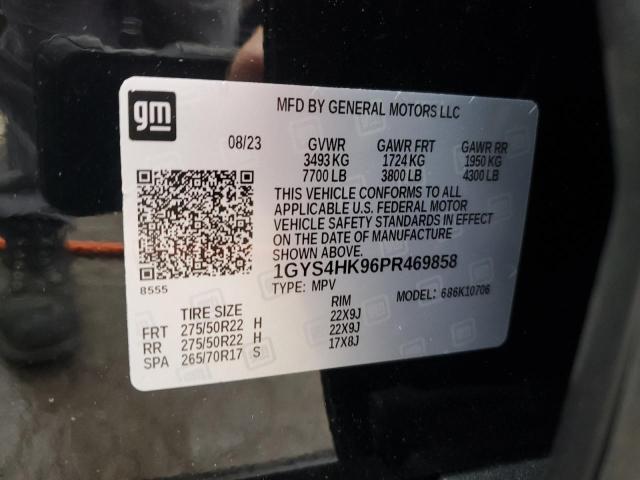 gm
MFD BY GENERAL MOTORS LLC
08/23 GVWR GAWR FRT GAWR RR
3493 KG 1724 KG 1950 KG
7700 LB 3800 LB 4300 LB
THIS VEHICLE CONFORMS TO ALL
APPLICABLE U.S. FEDERAL MOTOR
VEHICLE SAFETY STANDARDS IN EFFECT
ON THE DATE OF MANUFACTURE
SHOWN ABOVE.
1GYS4HK96PR469858
8555
TYPE: MPV MODEL: 686K10706
TIRE SIZE RIM
FRT 275/50R22 H 22X9J
RR 275/50R22 H 22X9J
SPA 265/70R17 S 17X8J